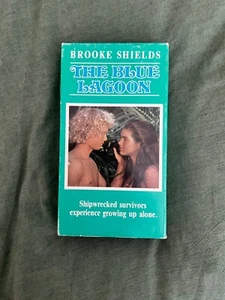 BROOKE SHIELDS
THE BLUE
LAGOON
Shipwrecked survivors
experience growing up alone.